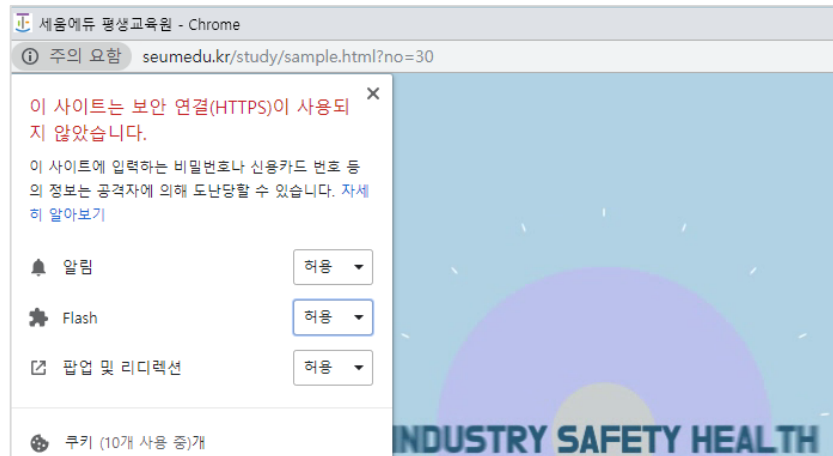 세움에듀 평생교육원 - Chrome
주의 요함 seumedu.kr/study/sample.html?no=30
이 사이트는 보안 연결(HTTPS)이 사용되
지 않았습니다.
이 사이트에 입력하는 비밀번호나 신용카드 번호 등
의 정보는 공격자에 의해 도난당할 수 있습니다. 자세
히 알아보기
알림 허용
Flash 허용
팝업 및 리디렉션 허용
쿠키 (10개 사용 중)개
INDUSTRY SAFETY HEALTH